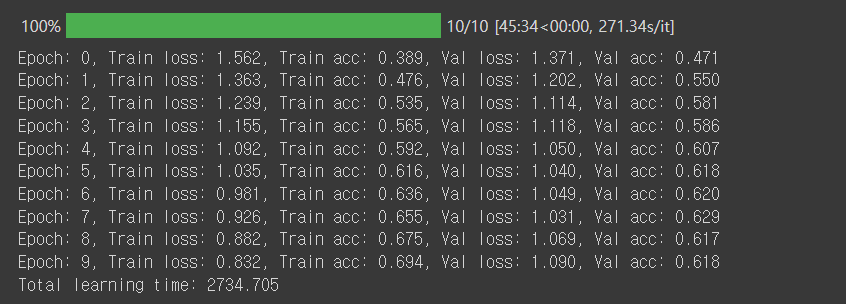 100% 10/10 [45:34<00:00, 271.34s/it]
Epoch: 0, Train loss: 1.562, Train acc: 0.389, Val loss: 1.371, Val acc: 0.471
Epoch: 1, Train loss: 1.363, Train acc: 0.476, Val loss: 1.202, Val acc: 0.550
Epoch: 2, Train loss: 1.239, Train acc: 0.535, Val loss: 1.114, Val acc: 0.581
Epoch: 3, Train loss: 1.155, Train acc: 0.565, Val loss: 1.118, Val acc: 0.586
Epoch: 4, Train loss: 1.092, Train acc: 0.592, Val loss: 1.050, Val acc: 0.607
Epoch: 5, Train loss: 1.035, Train acc: 0.616, Val loss: 1.040, Val acc: 0.618
Epoch: 6, Train loss: 0.981, Train acc: 0.636, Val loss: 1.049, Val acc: 0.620
Epoch: 7, Train loss: 0.926, Train acc: 0.655, Val loss: 1.031, Val acc: 0.629
Epoch: 8, Train loss: 0.882, Train acc: 0.675, Val loss: 1.069, Val acc: 0.617
Epoch: 9, Train loss: 0.832, Train acc: 0.694, Val loss: 1.090, Val acc: 0.618
Total learning time: 2734.705